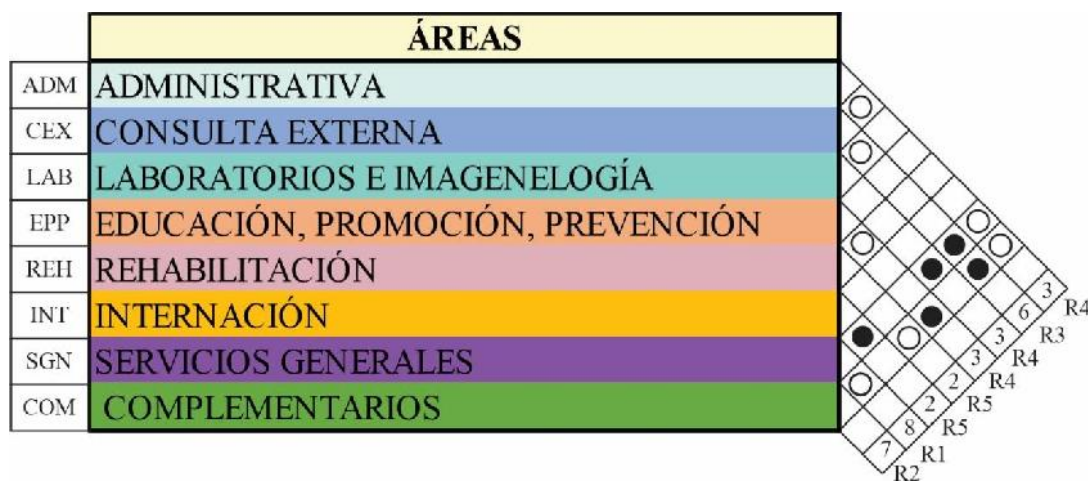 ÁREAS
ADM ADMINISTRATIVA
CEX CONSULTA EXTERNA
LAB LABORATORIOS E IMAGENELOGÍA
EPP EDUCACIÓN, PROMOCIÓN, PREVENCIÓN
REH REHABILITACIÓN
INT INTERNACIÓN
SGN SERVICIOS GENERALES
COM COMPLEMENTARIOS
3 R4
6 R3
3 R4
3 R4
2 R5
2 R5
8 R1
7 R2